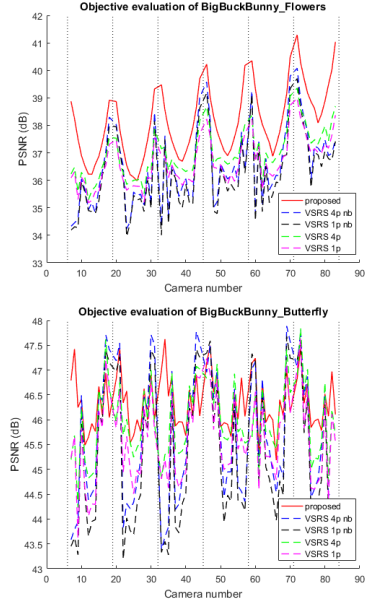 Objective evaluation of BigBuckBunny_Flowers
42
41
40
39
38
37
36
35
34
33
PSNR (dB)
0 10 20 30 40 50 60 70 80 90
Camera number
proposed
VSRS 4p nb
VSRS 1p nb
VSRS 4p
VSRS 1p
Objective evaluation of BigBuckBunny_Butterfly
48
47.5
47
46.5
46
45.5
45
44.5
44
43.5
43
PSNR (dB)
0 10 20 30 40 50 60 70 80 90
Camera number
proposed
VSRS 4p nb
VSRS 1p nb
VSRS 4p
VSRS 1p